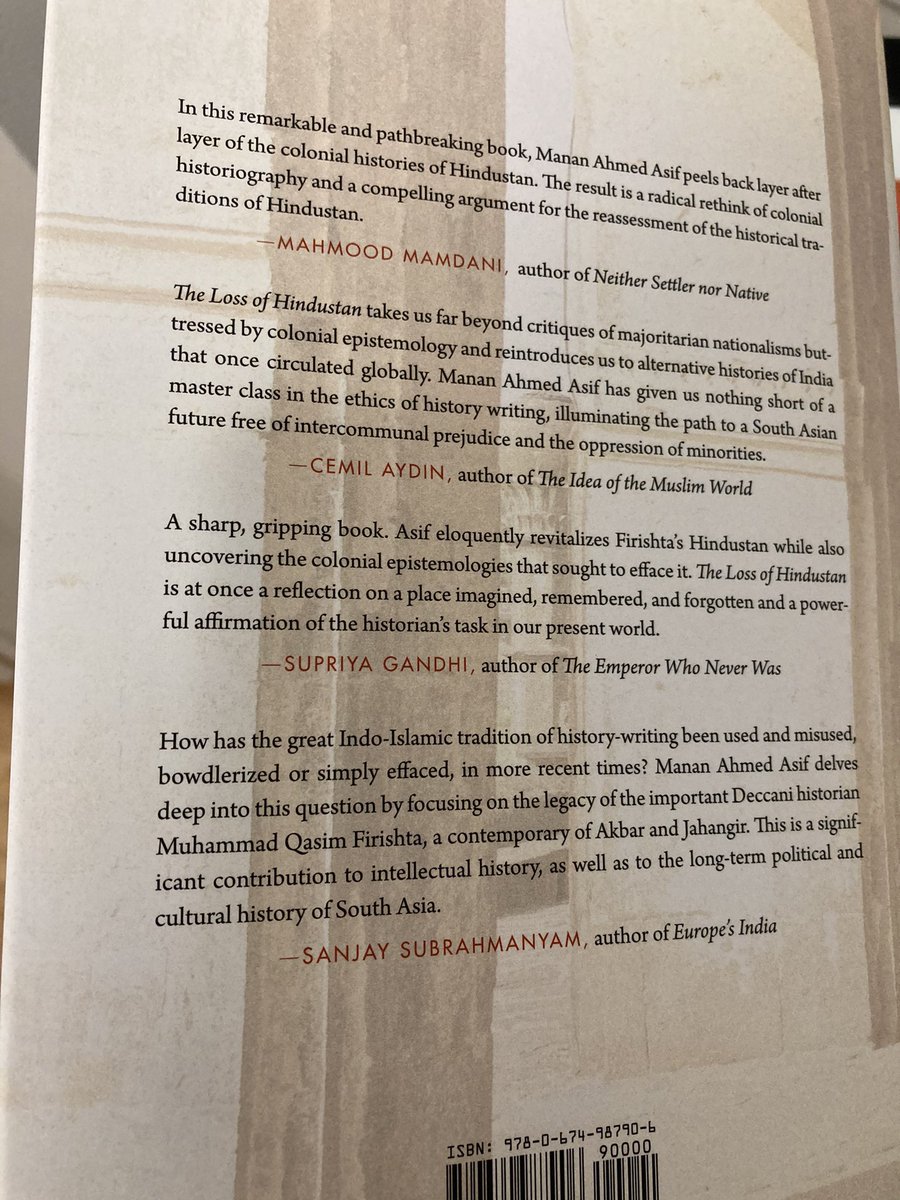 In this remarkable and pathbreaking book, Manan Ahmed Asif peels back layer after
layer of the colonial histories of Hindustan. The result is a radical rethink of colonial
historiography and a compelling argument for the reassessment of the historical tra-
ditions of Hindustan.
—MAHMOOD MAMDANI, author of Neither Settler nor Native
The Loss of Hindustan takes us far beyond critiques of majoritarian nationalisms but-
tressed by colonial epistemology and reintroduces us to alternative histories of India
that once circulated globally. Manan Ahmed Asif has given us nothing short of a
master class in the ethics of history writing, illuminating the path to a South Asian
future free of intercommunal prejudice and the oppression of minorities.
—CEMIL AYDIN, author of The Idea of the Muslim World
A sharp, gripping book. Asif eloquently revitalizes Firishta's Hindustan while also
uncovering the colonial epistemologies that sought to efface it. The Loss of Hindustan
is at once a reflection on a place imagined, remembered, and forgotten and a power-
ful affirmation of the historian's task in our present world.
—SUPRIYA GANDHI, author of The Emperor Who Never Was
How has the great Indo-Islamic tradition of history-writing been used and misused,
bowdlerized or simply effaced, in more recent times? Manan Ahmed Asif delves
deep into this question by focusing on the legacy of the important Deccani historian
Muhammad Qasim Firishta, a contemporary of Akbar and Jahangir. This is a signif-
icant contribution to intellectual history, as well as to the long-term political and
cultural history of South Asia.
—SANJAY SUBRAHMANYAM, author of Europe's India
ISBN: 978-0-674-98790-6
90000